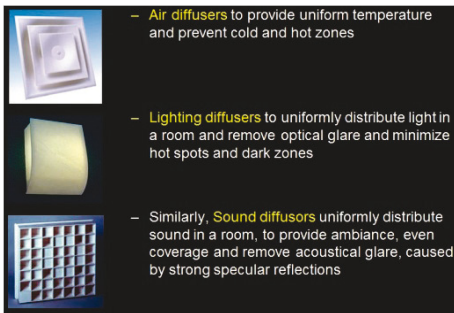 – Air diffusers to provide uniform temperature
and prevent cold and hot zones
– Lighting diffusers to uniformly distribute light in
a room and remove optical glare and minimize
hot spots and dark zones
– Similarly, Sound diffusors uniformly distribute
sound in a room, to provide ambiance, even
coverage and remove acoustical glare, caused
by strong specular reflections